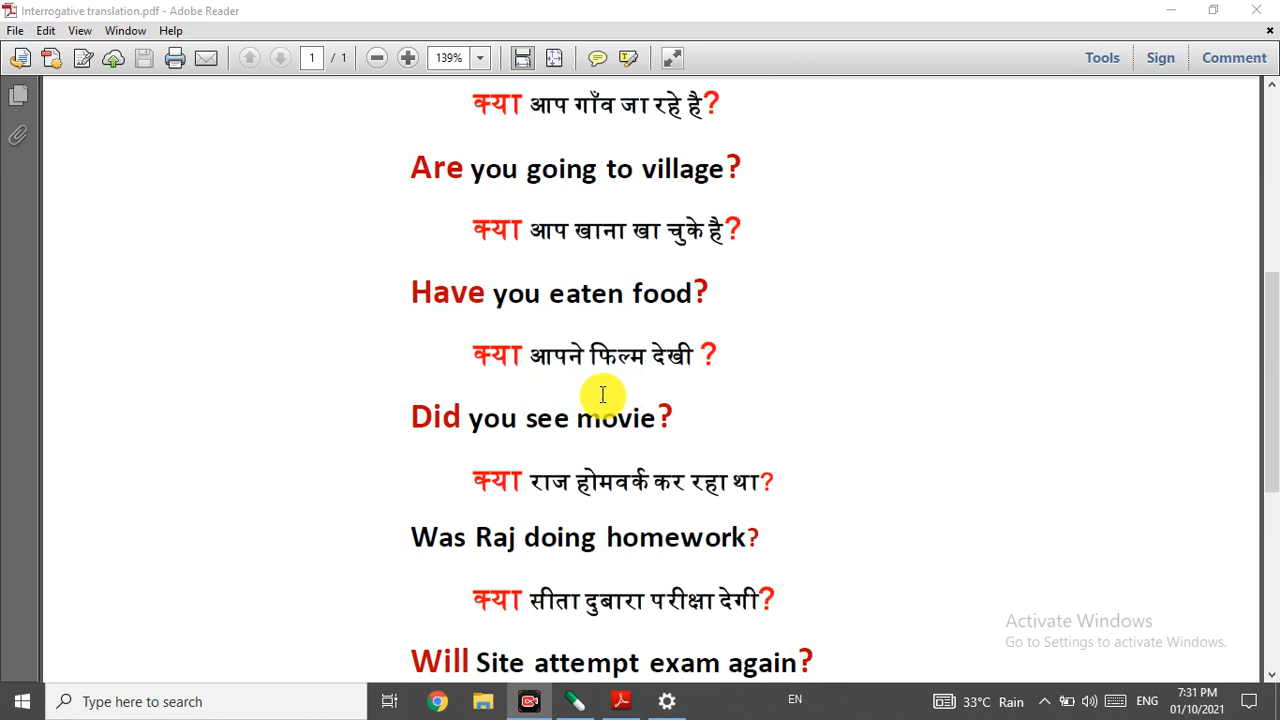 Interrogative translation.pdf - Adobe Reader
File Edit View Window Help
1 / 1 139% Tools Sign Comment
क्या आप गाँव जा रहे है?
Are you going to village?
क्या आप खाना खा चुके है?
Have you eaten food?
क्या आपने फिल्म देखी ?
Did you see movie?
क्या राज होमवर्क कर रहा था?
Was Raj doing homework?
क्या सीता दुबारा परीक्षा देगी?
Will Site attempt exam again?
Activate Windows
Go to Settings to activate Windows.
Type here to search EN 33°C Rain ENG 7:31 PM
01/10/2021